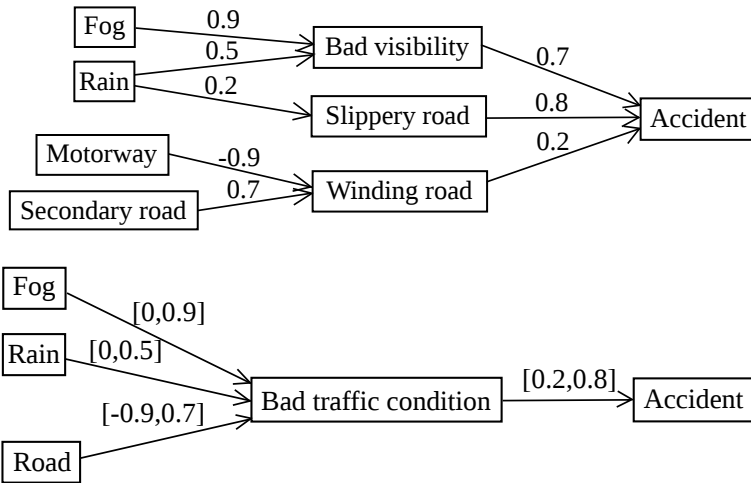 Fog
0.9
Bad visibility
0.5
Rain
0.2
0.7
Slippery road
0.8
Accident
Motorway
-0.9
0.2
Secondary road
0.7
Winding road
Fog
[0,0.9]
Rain
[0,0.5]
Bad traffic condition
[0.2,0.8]
Accident
[-0.9,0.7]
Road